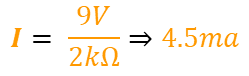 I = 9V/2kΩ ⇒ 4.5ma